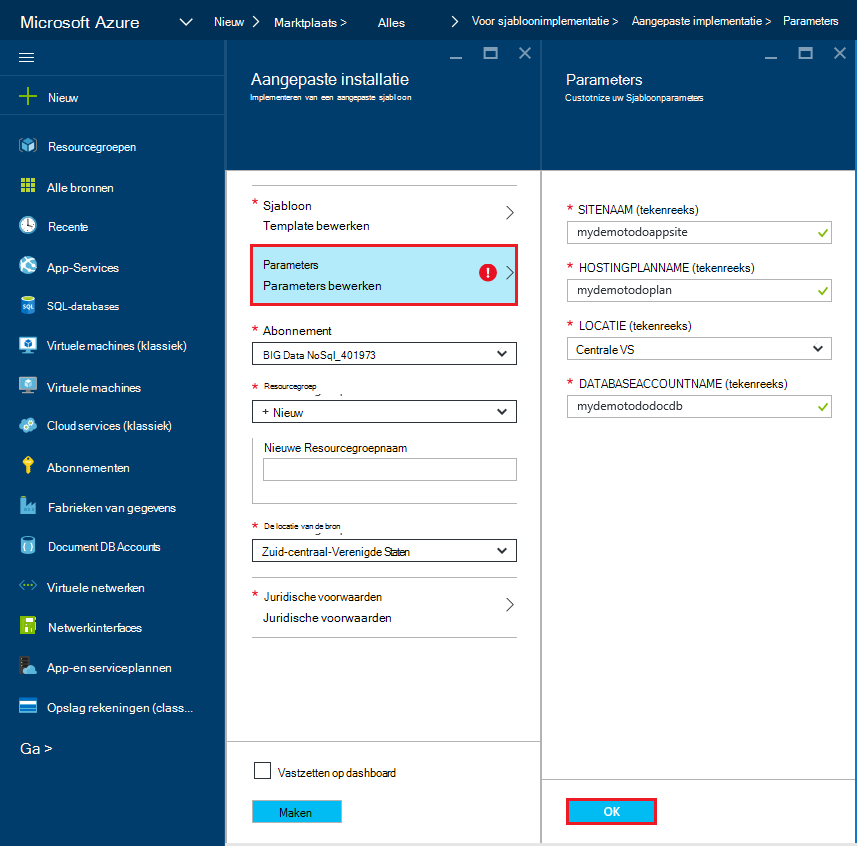 Microsoft Azure
Nieuw
Marktplaats >
Alles
Voor sjabloonimplementatie >
Aangepaste implementatie >
Parameters
Nieuw
Resourcegroepen
Alle bronnen
Recente
App-Services
SQL-databases
Virtuele machines (klassiek)
Virtuele machines
Cloud services (klassiek)
Abonnementen
Fabrieken van gegevens
Document DB Accounts
Virtuele netwerken
Netwerkinterfaces
App-en serviceplannen
Opslag rekeningen (class...
Ga >
Aangepaste installatie
Implementeren van een aangepaste sjabloon
* Sjabloon
Template bewerken
Parameters
Parameters bewerken
* Abonnement
BIG Data NoSql_401973
* Resourcegroep
+ Nieuw
Nieuwe Resourcegroepnaam
* De locatie van de bron
Zuid-centraal-Verenigde Staten
* Juridische voorwaarden
Juridische voorwaarden
Vastzetten op dashboard
Maken
Parameters
Custotnize uw Sjabloonparameters
* SITENAAM (tekenreeks)
mydemotodoappsite
* HOSTINGPLANNAME (tekenreeks)
mydemotodoplan
* LOCATIE (tekenreeks)
Centrale VS
* DATABASEACCOUNTNAME (tekenreeks)
mydemotododocdb
OK